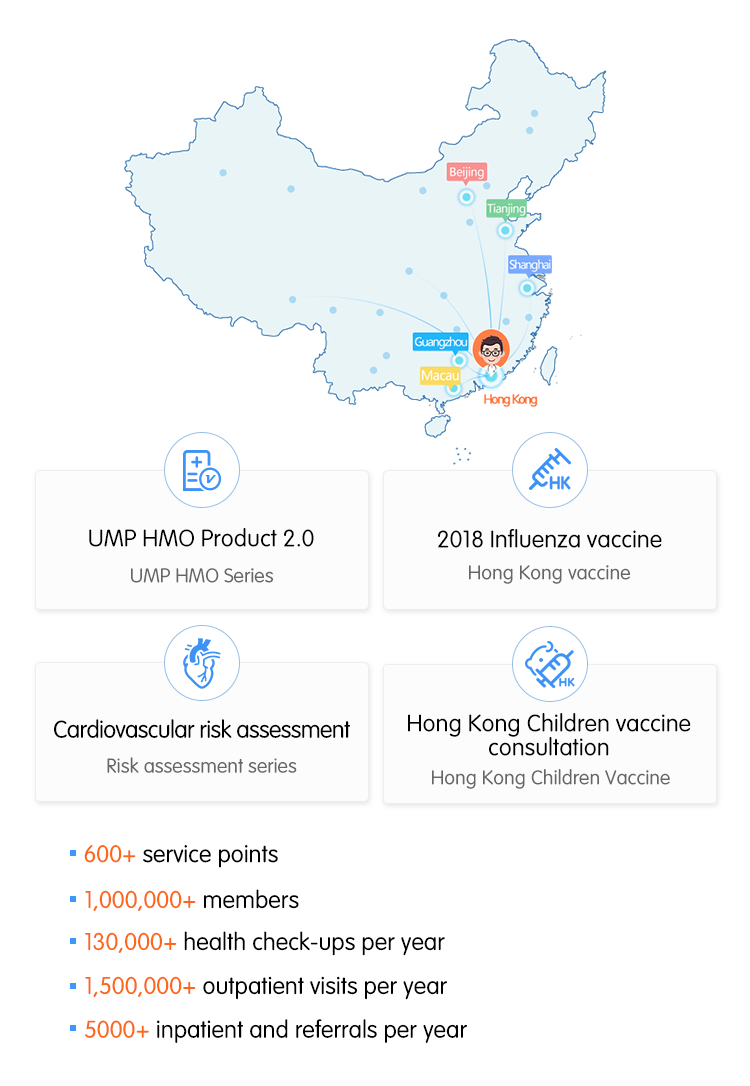 Beijing
Tianjing
Shanghai
Guangzhou
Macau
Hong Kong
UMP HMO Product 2.0
UMP HMO Series
HK
2018 Influenza vaccine
Hong Kong vaccine
Cardiovascular risk assessment
Risk assessment series
HK
Hong Kong Children vaccine
consultation
Hong Kong Children Vaccine
600+ service points
1,000,000+ members
130,000+ health check-ups per year
1,500,000+ outpatient visits per year
5000+ inpatient and referrals per year